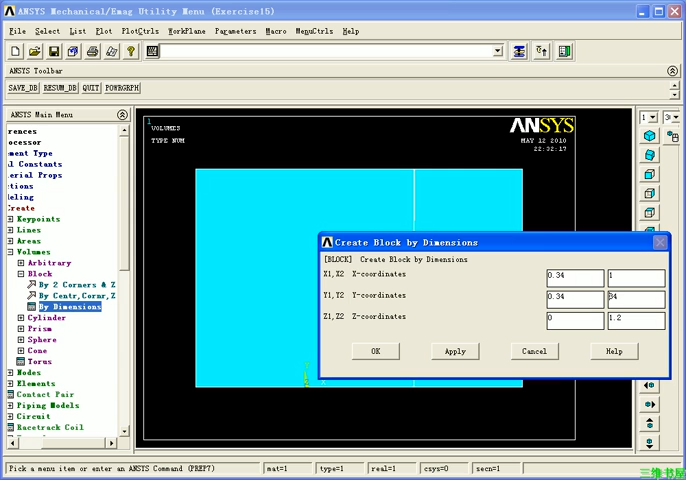 ANSYS Mechanical/Emag Utility Menu (Exercise15)
File Select List Plot PlotCtrls WorkPlane Parameters Macro MenuCtrls Help
ANSYS Toolbar
SAVE_DB RESUM_DB QUIT POWRGRPH
ANSYS Main Menu
rences
ocessor
ment Type
l Constants
erial Props
tions
deling
reate
Keypoints
Lines
Areas
Volumes
Arbitrary
Block
By 2 Corners & Z
By Centr,Cornr,Z
By Dimensions
Cylinder
Prism
Sphere
Cone
Torus
Nodes
Elements
Contact Pair
Piping Models
Circuit
Racetrack Coil
1
VOLUMES
TYPE NUM
ANSYS
MAY 12 2010
22:32:17
1
Create Block by Dimensions
[BLOCK] Create Block by Dimensions
X1,X2 X-coordinates 0.34 1
Y1,Y2 Y-coordinates 0.34 34
Z1,Z2 Z-coordinates 0 1.2
OK Apply Cancel Help
Pick a menu item or enter an ANSYS Command (PREP7) mat=1 type=1 real=1 csys=0 secn=1
三维书屋